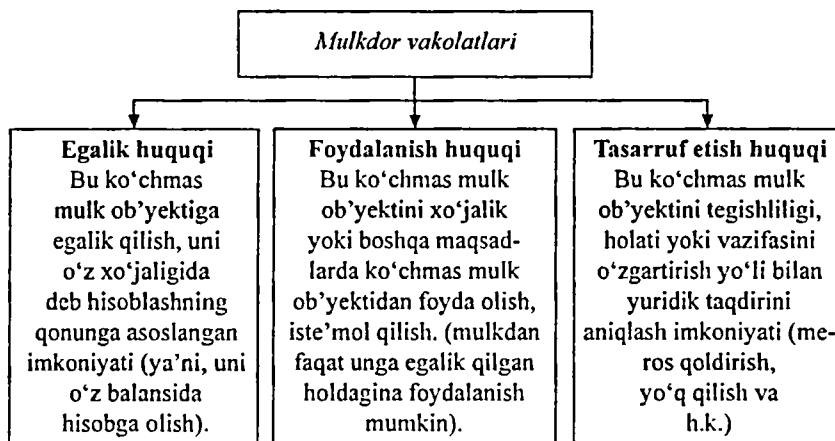 Mulkdor vakolatlari
Egalik huquqi
Bu ko‘chmas
mulk ob’yektiga
egalik qilish, uni
o‘z xo‘jaligida
deb hisoblashning
qonunga asoslangan
imkoniyati (ya’ni, uni
o‘z balansida
hisobga olish).
Foydalanish huquqi
Bu ko‘chmas mulk
ob’yektini xo‘jalik
yoki boshqa maqsad-
larda ko‘chmas mulk
ob’yektidan foyda olish,
iste’mol qilish. (mulkdan
faqat unga egalik qilgan
holdagina foydalanish
mumkin).
Tasarruf etish huquqi
Bu ko‘chmas mulk
ob’yektini tegishliligi,
holati yoki vazifasini
o‘zgartirish yo‘li bilan
yuridik taqdirini
aniqlash imkoniyati (me-
ros qoldirish,
yo‘q qilish va
h.k.)